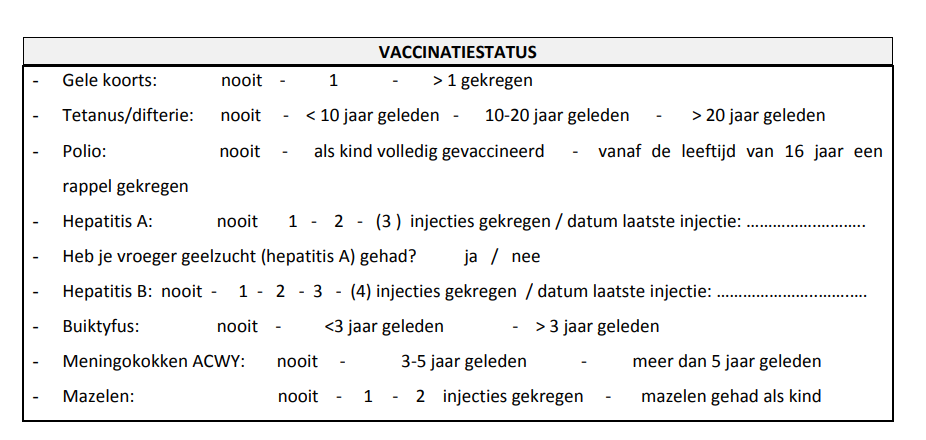 VACCINATIESTATUS
- Gele koorts: nooit - 1 - > 1 gekregen
- Tetanus/difterie: nooit - < 10 jaar geleden - 10-20 jaar geleden - > 20 jaar geleden
- Polio: nooit - als kind volledig gevaccineerd - vanaf de leeftijd van 16 jaar een
rappel gekregen
- Hepatitis A: nooit 1 - 2 - (3 ) injecties gekregen / datum laatste injectie: ……………………..
- Heb je vroeger geelzucht (hepatitis A) gehad? ja / nee
- Hepatitis B: nooit - 1 - 2 - 3 - (4) injecties gekregen / datum laatste injectie: …………………..……….
- Buiktyfus: nooit - <3 jaar geleden - > 3 jaar geleden
- Meningokokken ACWY: nooit - 3-5 jaar geleden - meer dan 5 jaar geleden
- Mazelen: nooit - 1 - 2 injecties gekregen - mazelen gehad als kind